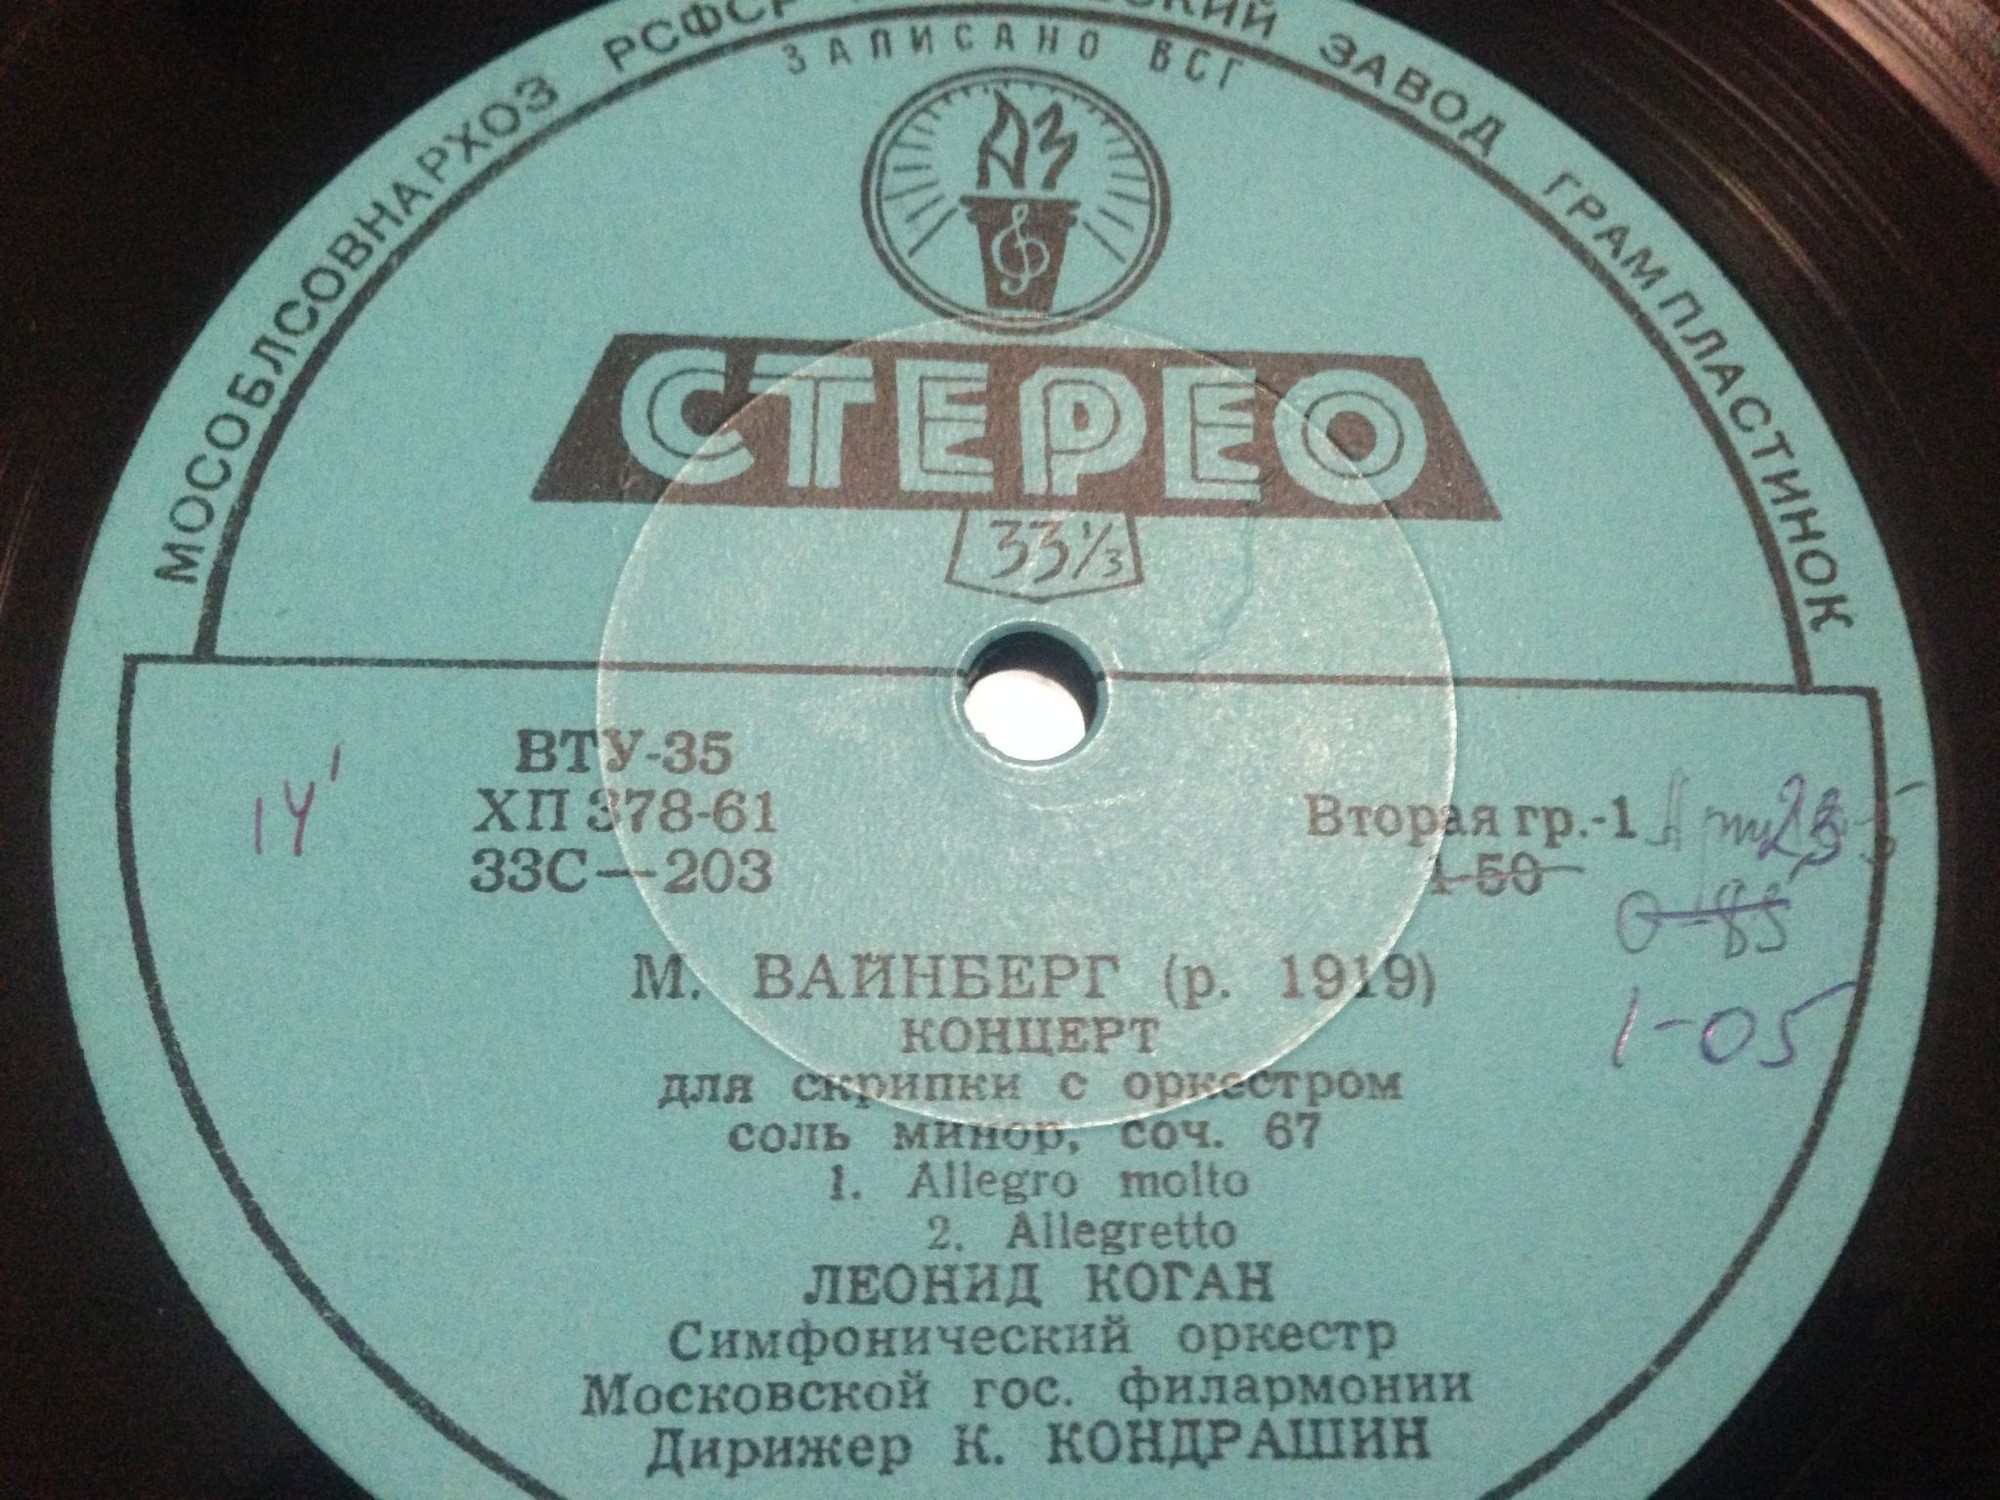 МОСОБЛСОВНАРХОЗ РСФСР ЗАВОД ГРАМПЛАСТИНОК
ЗАПИСАНО ВСГ
АЗ
СТЕРЕО
33⅓
ВТУ-35
ХП 378-61
33С—203
14'
Вторая гр.-1
1-50
0-85
1-05
М. ВАЙНБЕРГ (р. 1919)
КОНЦЕРТ
для скрипки с оркестром
соль минор, соч. 67
1. Allegro molto
2. Allegretto
ЛЕОНИД КОГАН
Симфонический оркестр
Московской гос. филармонии
Дирижер К. КОНДРАШИН